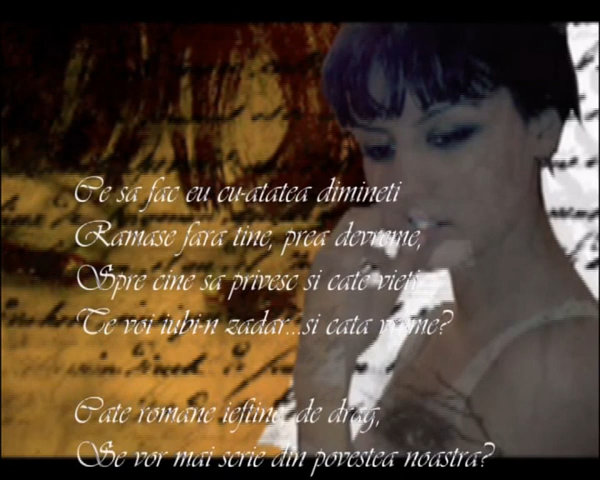 Ce sa fac eu cu-atatea dimineti
Ramase fara tine, prea devreme,
Spre cine sa privesc si cate vieti
Te voi iubi-n zadar...si cata vreme?
Cate romane ieftine, de drag,
Se vor mai scrie din povestea noastra?